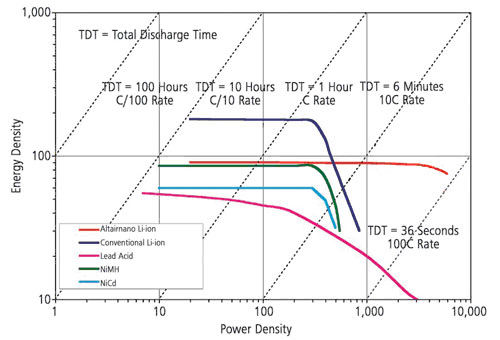 1,000
TDT = Total Discharge Time
TDT = 100 Hours
C/100 Rate
TDT = 10 Hours
C/10 Rate
TDT = 1 Hour
C Rate
TDT = 6 Minutes
10C Rate
Energy Density
100
TDT = 36 Seconds
100C Rate
Altairnano Li-ion
Conventional Li-ion
Lead Acid
NiMH
NiCd
10
1
10
100
1,000
10,000
Power Density